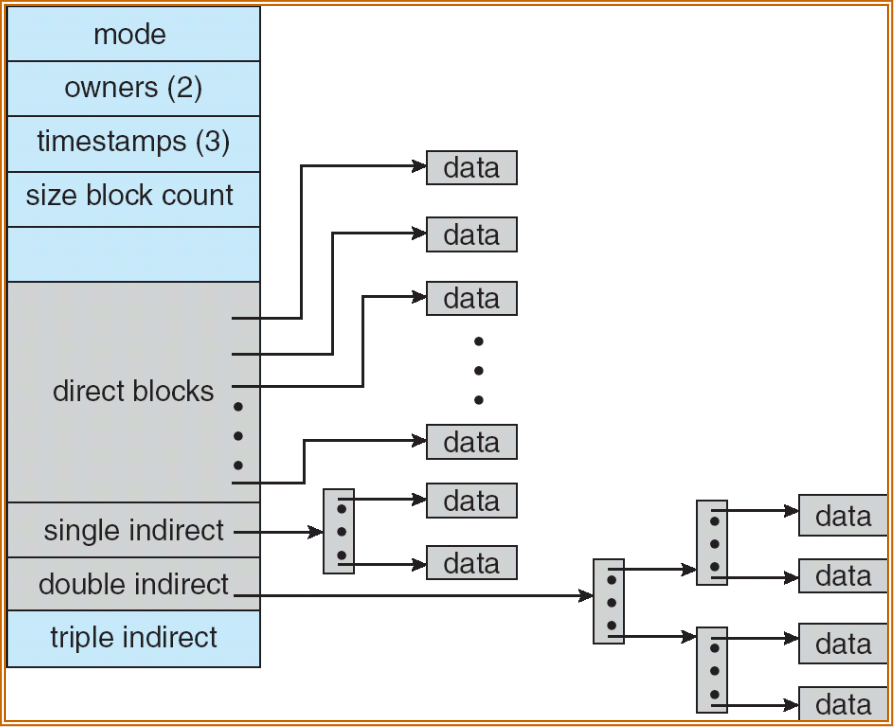 mode
owners (2)
timestamps (3)
size block count
direct blocks
single indirect
double indirect
triple indirect
data
data
data
data
data
data
data
data
data
data